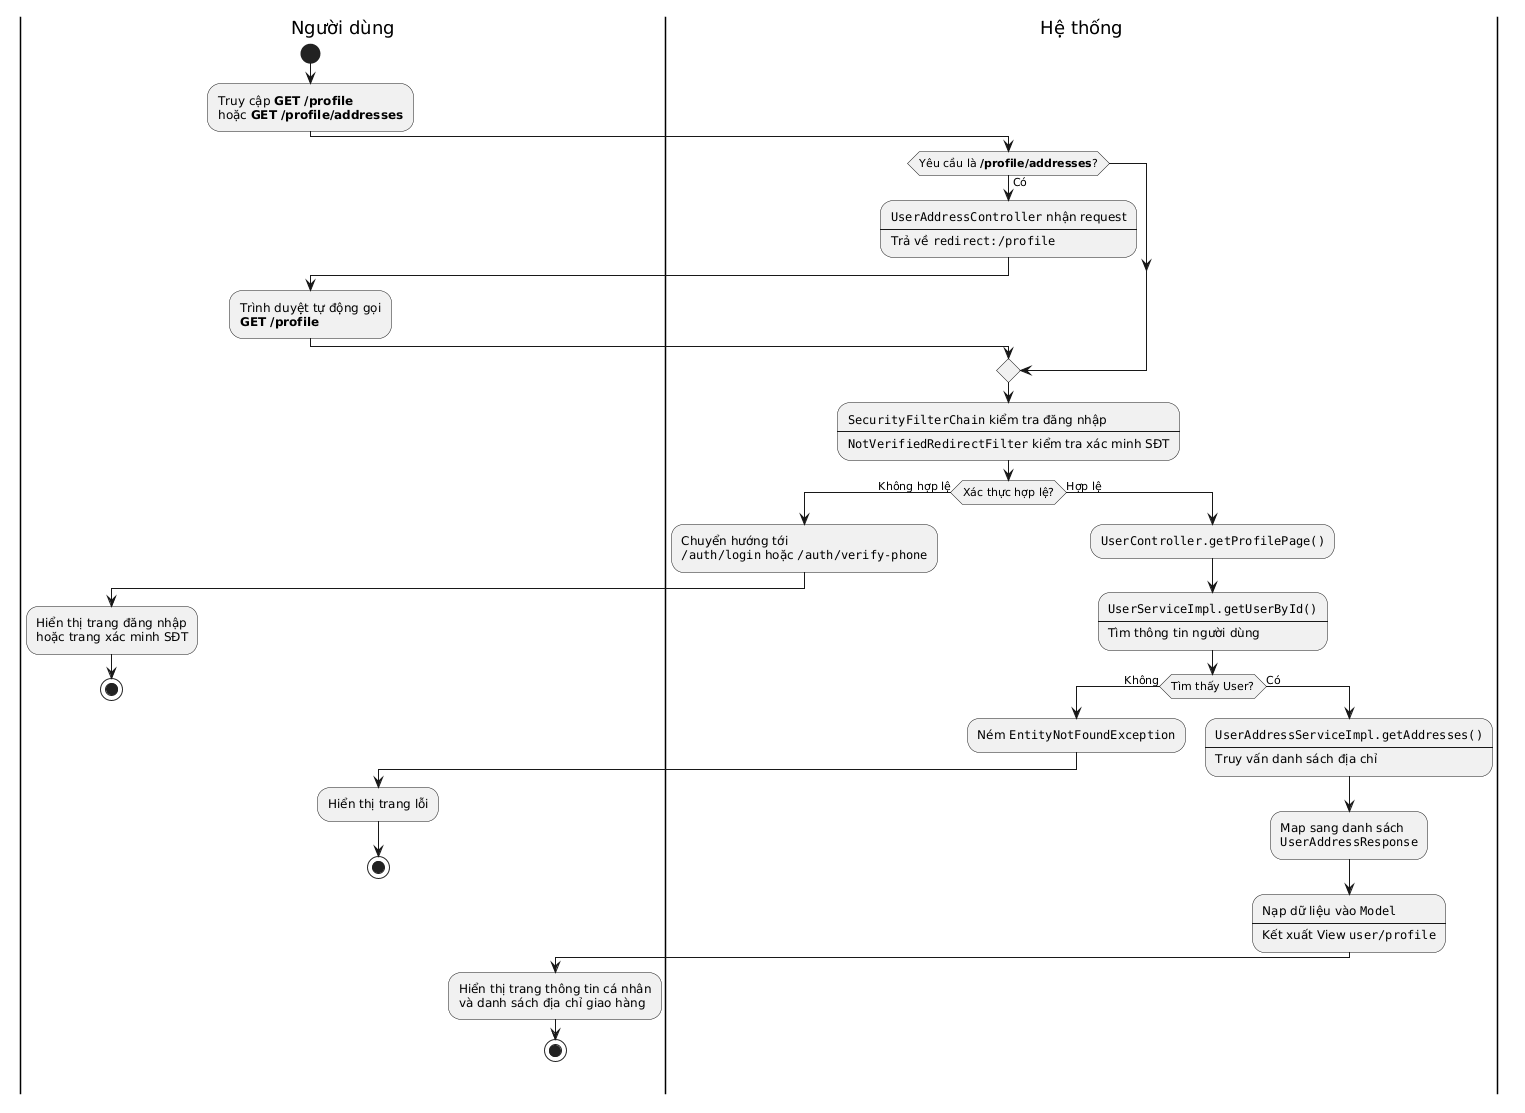 Người dùng
Hệ thống
Truy cập GET /profile
hoặc GET /profile/addresses
Yêu cầu là /profile/addresses?
Có
UserAddressController nhận request
Trả về redirect:/profile
Trình duyệt tự động gọi
GET /profile
SecurityFilterChain kiểm tra đăng nhập
NotVerifiedRedirectFilter kiểm tra xác minh SĐT
Không hợp lệ
Xác thực hợp lệ?
Hợp lệ
Chuyển hướng tới
/auth/login hoặc /auth/verify-phone
UserController.getProfilePage()
Hiển thị trang đăng nhập
hoặc trang xác minh SĐT
UserServiceImpl.getUserById()
Tìm thông tin người dùng
Không
Tìm thấy User?
Có
Ném EntityNotFoundException
UserAddressServiceImpl.getAddresses()
Truy vấn danh sách địa chỉ
Hiển thị trang lỗi
Map sang danh sách
UserAddressResponse
Nạp dữ liệu vào Model
Kết xuất View user/profile
Hiển thị trang thông tin cá nhân
và danh sách địa chỉ giao hàng